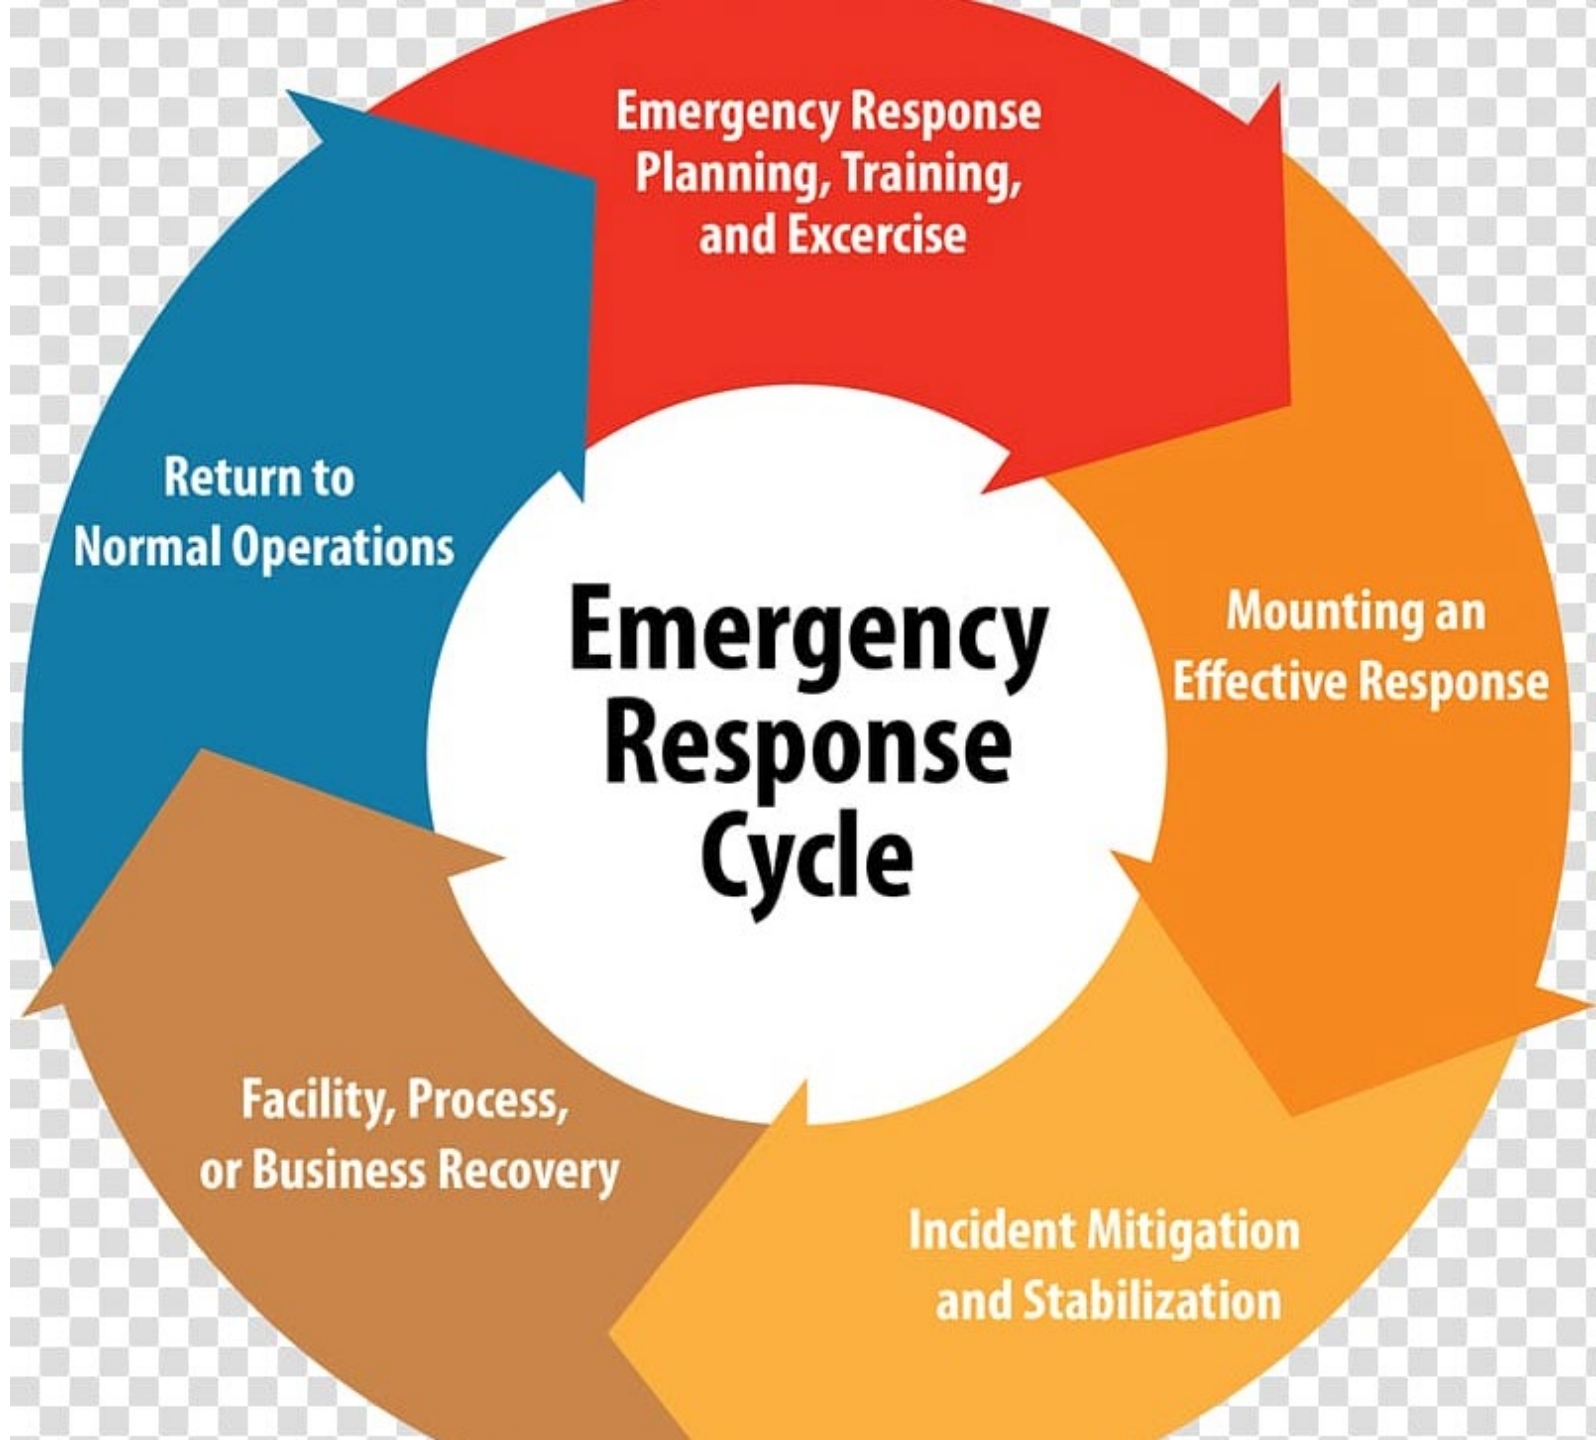 Emergency Response
Planning, Training,
and Excercise
Mounting an
Effective Response
Incident Mitigation
and Stabilization
Facility, Process,
or Business Recovery
Return to
Normal Operations
Emergency
Response
Cycle